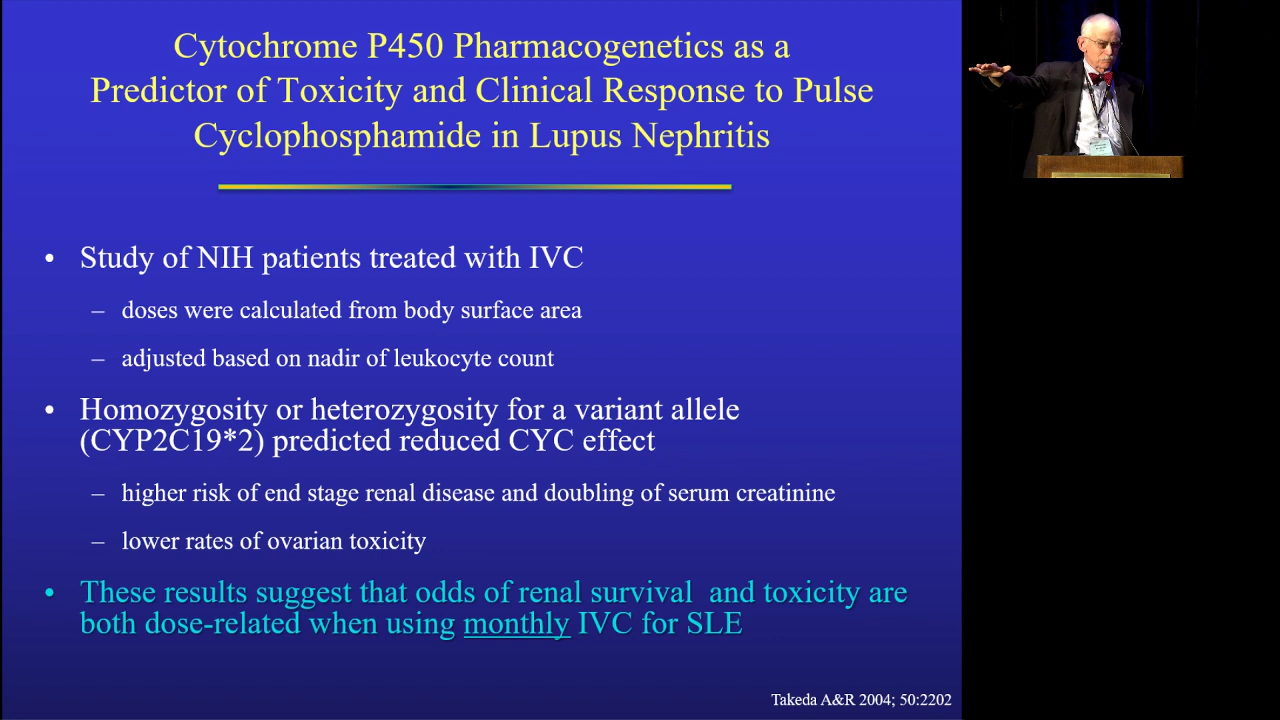 Cytochrome P450 Pharmacogenetics as a
Predictor of Toxicity and Clinical Response to Pulse
Cyclophosphamide in Lupus Nephritis
• Study of NIH patients treated with IVC
– doses were calculated from body surface area
– adjusted based on nadir of leukocyte count
• Homozygosity or heterozygosity for a variant allele
(CYP2C19*2) predicted reduced CYC effect
– higher risk of end stage renal disease and doubling of serum creatinine
– lower rates of ovarian toxicity
• These results suggest that odds of renal survival and toxicity are
both dose-related when using monthly IVC for SLE
Takeda A&R 2004; 50:2202